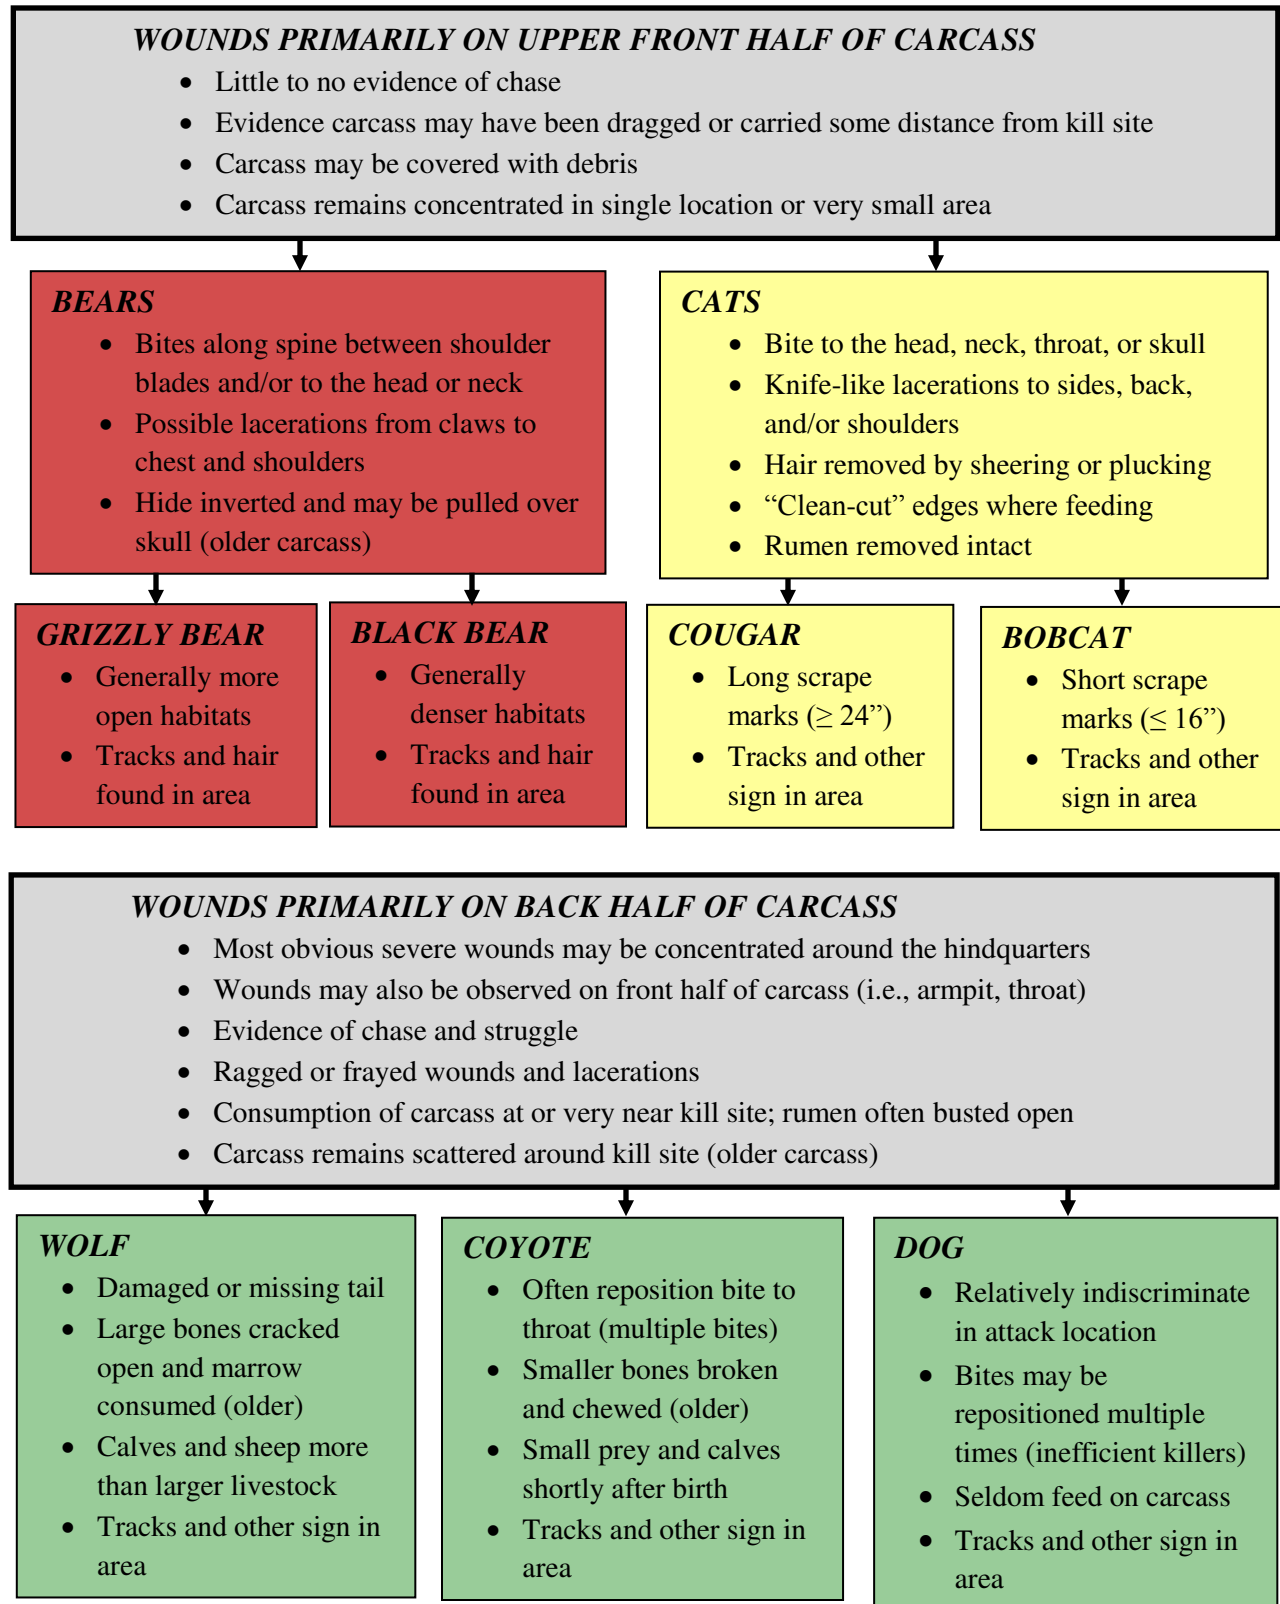 WOUNDS PRIMARILY ON UPPER FRONT HALF OF CARCASS
• Little to no evidence of chase
• Evidence carcass may have been dragged or carried some distance from kill site
• Carcass may be covered with debris
• Carcass remains concentrated in single location or very small area
BEARS
• Bites along spine between shoulder
blades and/or to the head or neck
• Possible lacerations from claws to
chest and shoulders
• Hide inverted and may be pulled over
skull (older carcass)
CATS
• Bite to the head, neck, throat, or skull
• Knife-like lacerations to sides, back,
and/or shoulders
• Hair removed by sheering or plucking
• “Clean-cut” edges where feeding
• Rumen removed intact
GRIZZLY BEAR
• Generally more
open habitats
• Tracks and hair
found in area
BLACK BEAR
• Generally
denser habitats
• Tracks and hair
found in area
COUGAR
• Long scrape
marks (≥ 24”)
• Tracks and other
sign in area
BOBCAT
• Short scrape
marks (≤ 16”)
• Tracks and other
sign in area
WOUNDS PRIMARILY ON BACK HALF OF CARCASS
• Most obvious severe wounds may be concentrated around the hindquarters
• Wounds may also be observed on front half of carcass (i.e., armpit, throat)
• Evidence of chase and struggle
• Ragged or frayed wounds and lacerations
• Consumption of carcass at or very near kill site; rumen often busted open
• Carcass remains scattered around kill site (older carcass)
WOLF
• Damaged or missing tail
• Large bones cracked
open and marrow
consumed (older)
• Calves and sheep more
than larger livestock
• Tracks and other sign in
area
COYOTE
• Often reposition bite to
throat (multiple bites)
• Smaller bones broken
and chewed (older)
• Small prey and calves
shortly after birth
• Tracks and other sign in
area
DOG
• Relatively indiscriminate
in attack location
• Bites may be
repositioned multiple
times (inefficient killers)
• Seldom feed on carcass
• Tracks and other sign in
area